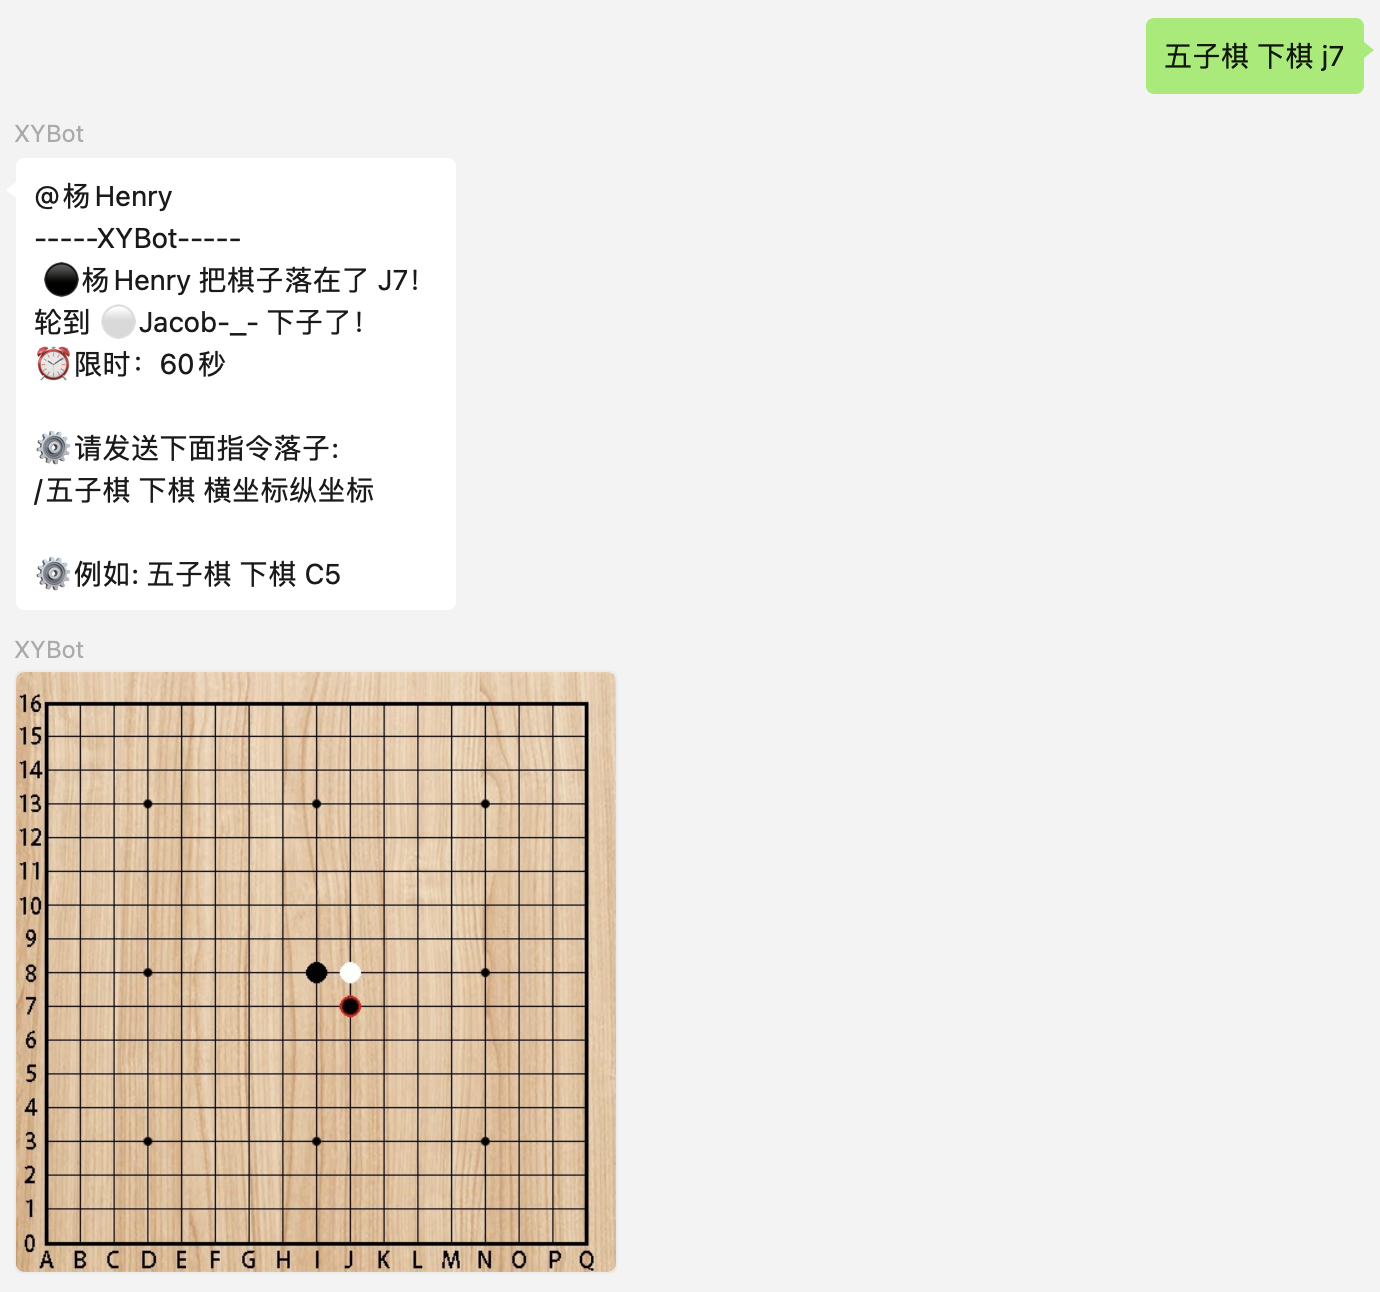 五子棋 下棋 j7
XYBot
@杨Henry
-----XYBot-----
杨Henry 把棋子落在了 J7！
轮到 Jacob-_- 下子了！
限时：60秒
请发送下面指令落子:
/五子棋 下棋 横坐标纵坐标
例如: 五子棋 下棋 C5
XYBot
16
15
14
13
12
11
10
9
8
7
6
5
4
3
2
1
0
A B C D E F G H I J K L M N O P Q